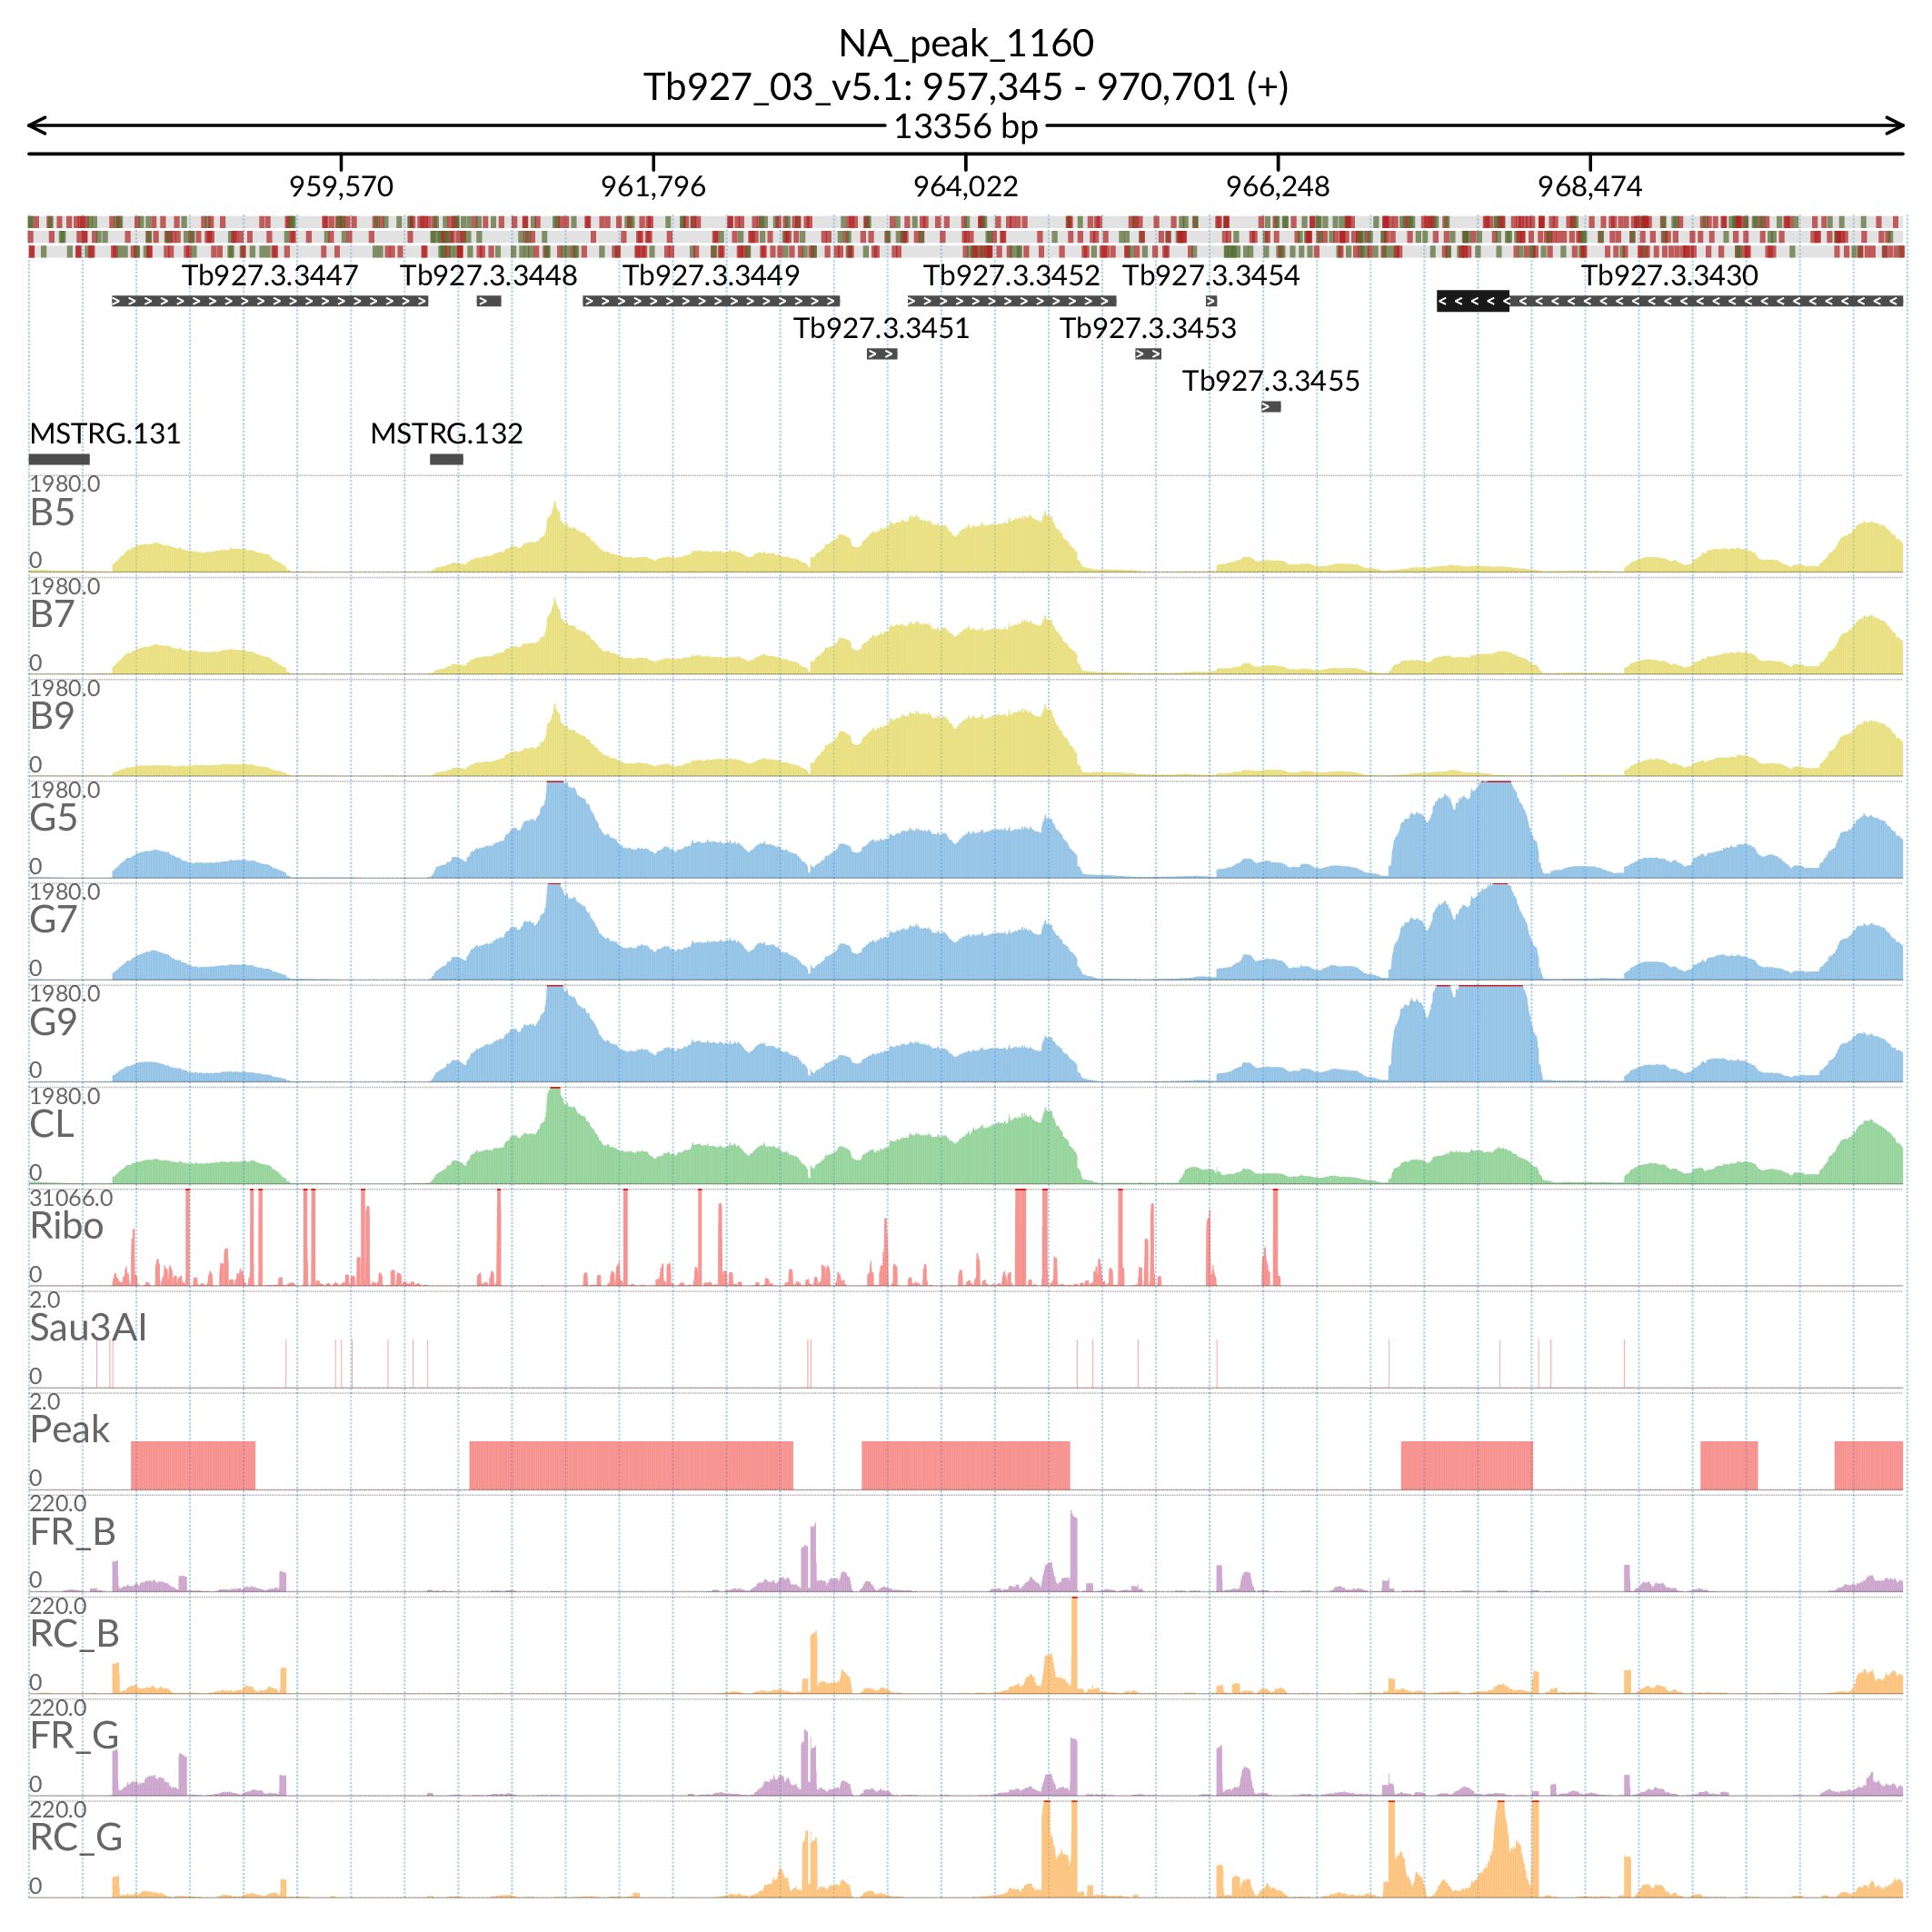 NA_peak_1160
Tb927_03_v5.1: 957,345 - 970,701 (+)
13356 bp
959,570 961,796 964,022 966,248 968,474
Tb927.3.3447 Tb927.3.3448 Tb927.3.3449 Tb927.3.3452 Tb927.3.3454 Tb927.3.3430
Tb927.3.3451 Tb927.3.3453
Tb927.3.3455
MSTRG.131 MSTRG.132
1980.0
B5
0
1980.0
B7
0
1980.0
B9
0
1980.0
G5
0
1980.0
G7
0
1980.0
G9
0
1980.0
CL
0
31066.0
Ribo
0
2.0
Sau3AI
0
2.0
Peak
0
220.0
FR_B
0
220.0
RC_B
0
220.0
FR_G
0
220.0
RC_G
0